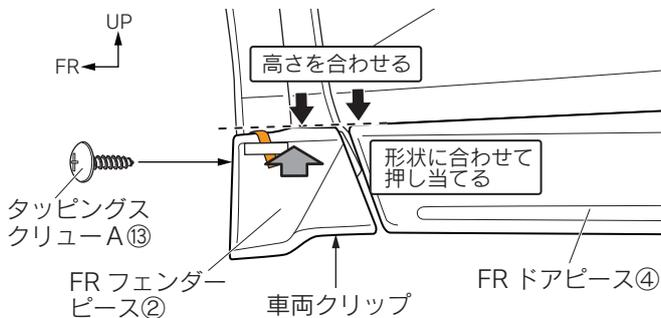 UP
FR
高さを合わせる
形状に合わせて
押し当てる
タッピングス
クリューA⑬
FR フェンダー
ピース②
車両クリップ
FR ドアピース④